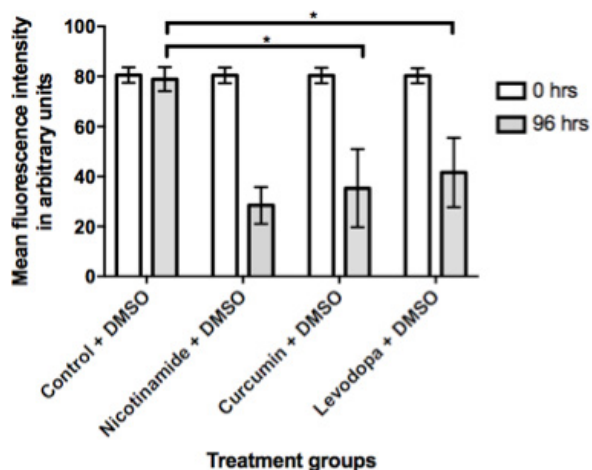 *
*
Mean fluorescence intensity
in arbitrary units
100
80
60
40
20
0
0 hrs
96 hrs
Control + DMSO
Nicotinamide + DMSO
Curcumin + DMSO
Levodopa + DMSO
Treatment groups